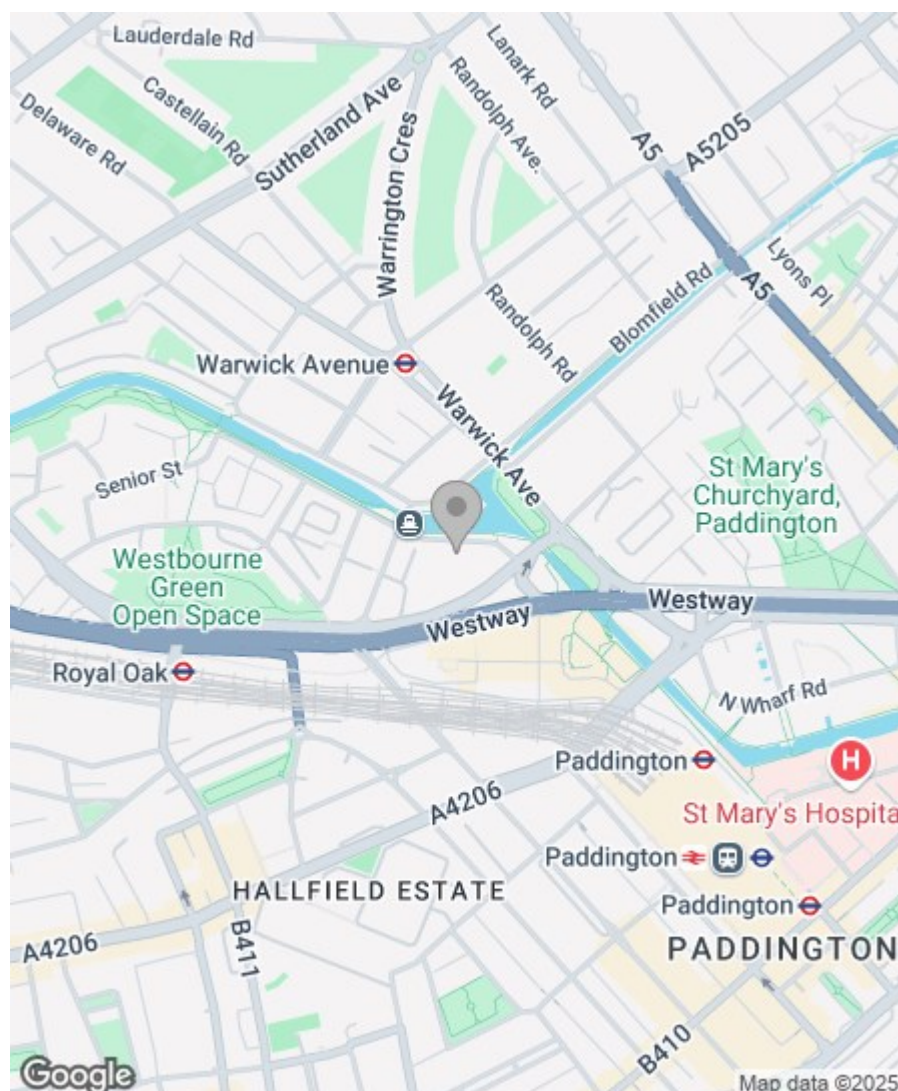 Lauderdale Rd
Lanark Rd
Castellain Rd
Randolph Ave.
Delaware Rd
Sutherland Ave
Warrington Cres
A5
A5205
Lyons Pl
A5
Blomfield Rd
Randolph Rd
Warwick Avenue
Warwick Ave
Senior St
St Mary's
Churchyard,
Paddington
Westbourne
Green
Open Space
Westway
Westway
Royal Oak
N Wharf Rd
Paddington
H
St Mary's Hospita
A4206
Paddington
HALLFIELD ESTATE
Paddington
A4206
B411
PADDINGTON
B410
Google
Map data ©2025